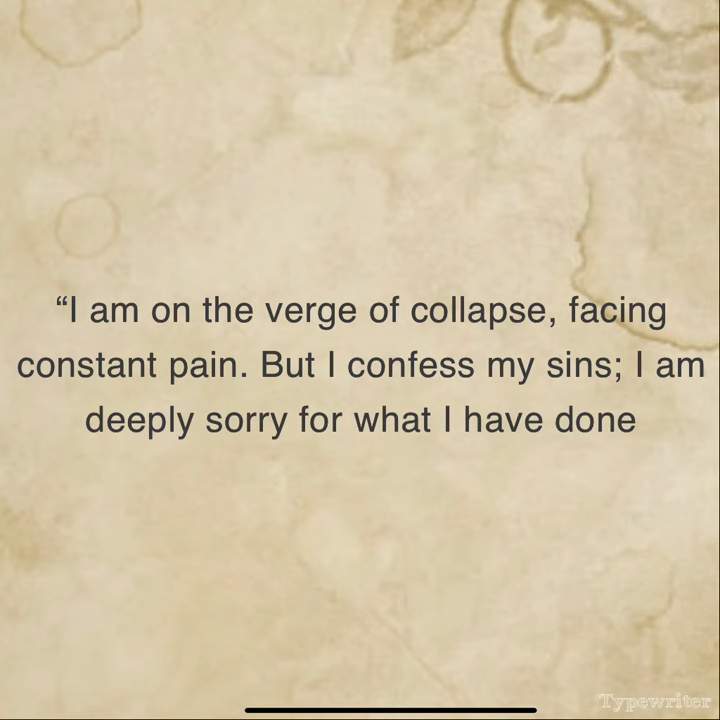 “I am on the verge of collapse, facing
constant pain. But I confess my sins; I am
deeply sorry for what I have done
Typewriter